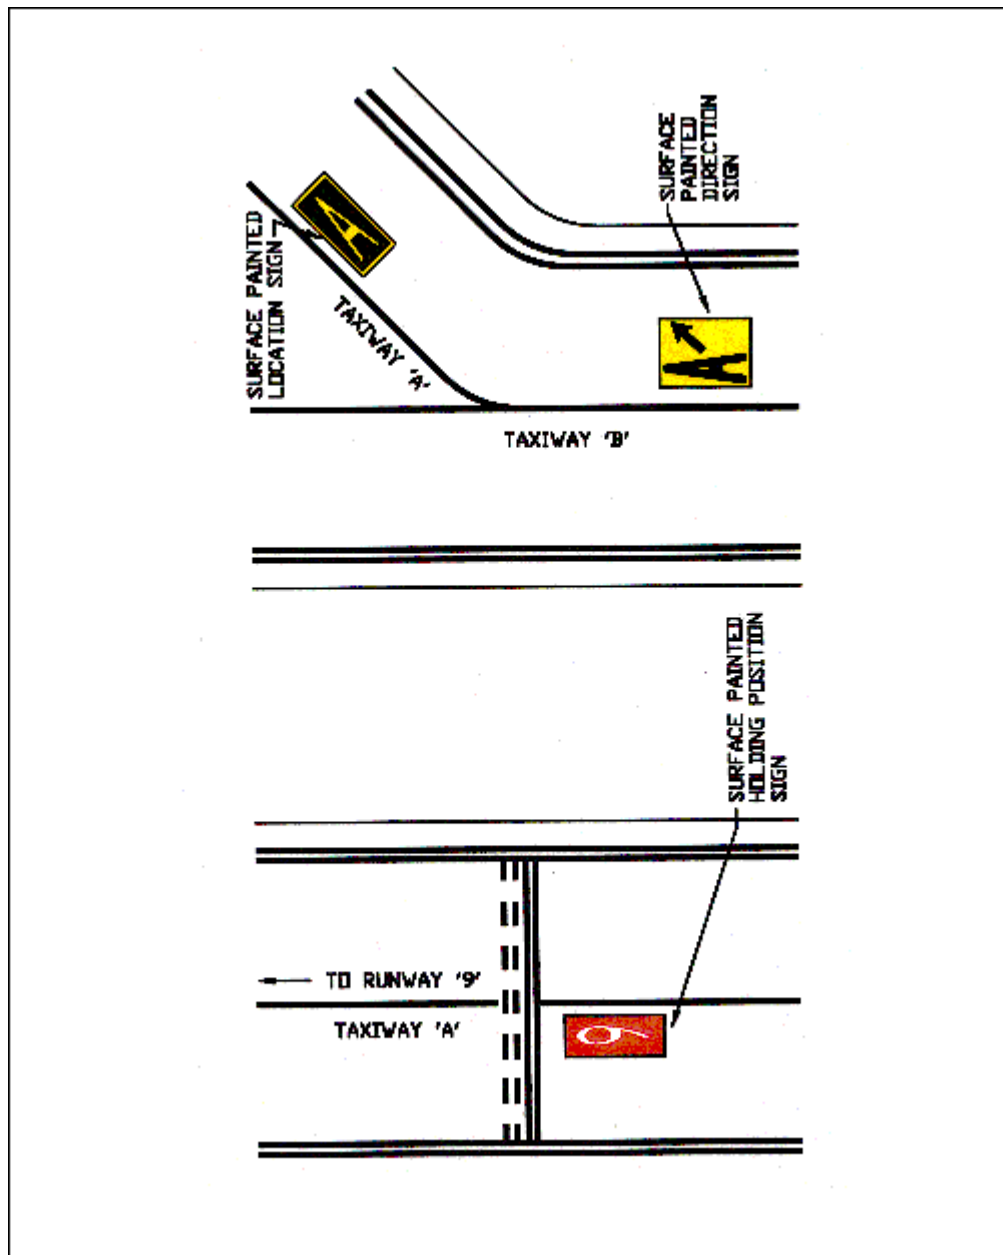 SURFACE PAINTED
LOCATION SIGN
A
TAXIWAY 'A'
SURFACE
PAINTED
DIRECTION
SIGN
A
TAXIWAY 'B'
SURFACE PAINTED
HOLDING POSITION
SIGN
TO RUNWAY '9'
TAXIWAY 'A'
9